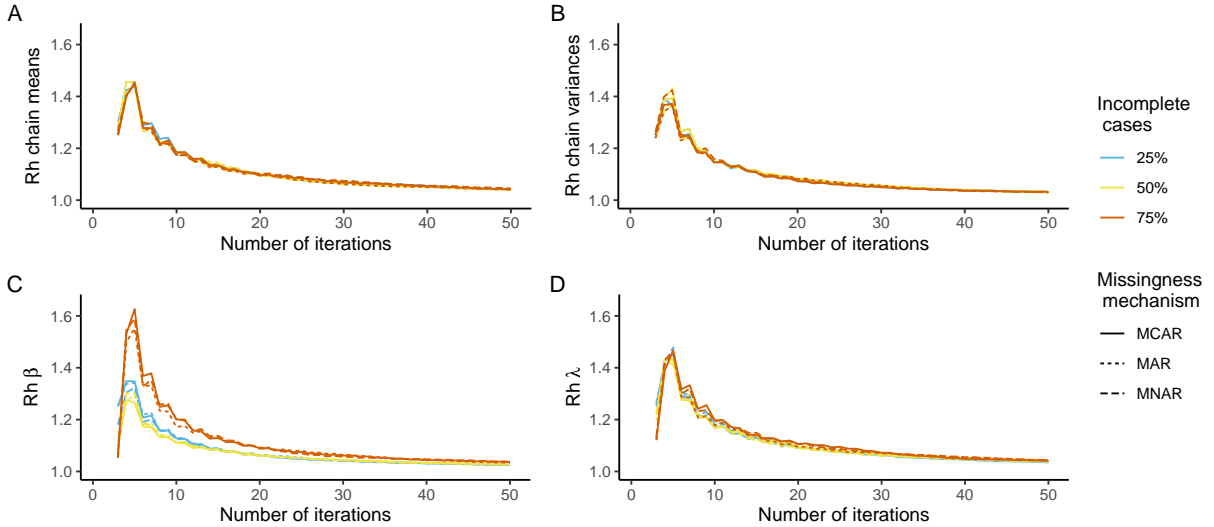 A
Rh chain means
1.6
1.4
1.2
1.0
0
10
20
30
40
50
Number of iterations
B
Rh chain variances
1.6
1.4
1.2
1.0
0
10
20
30
40
50
Number of iterations
C
Rh β
1.6
1.4
1.2
1.0
0
10
20
30
40
50
Number of iterations
D
Rh λ
1.6
1.4
1.2
1.0
0
10
20
30
40
50
Number of iterations
Incomplete
cases
25%
50%
75%
Missingness
mechanism
MCAR
MAR
MNAR